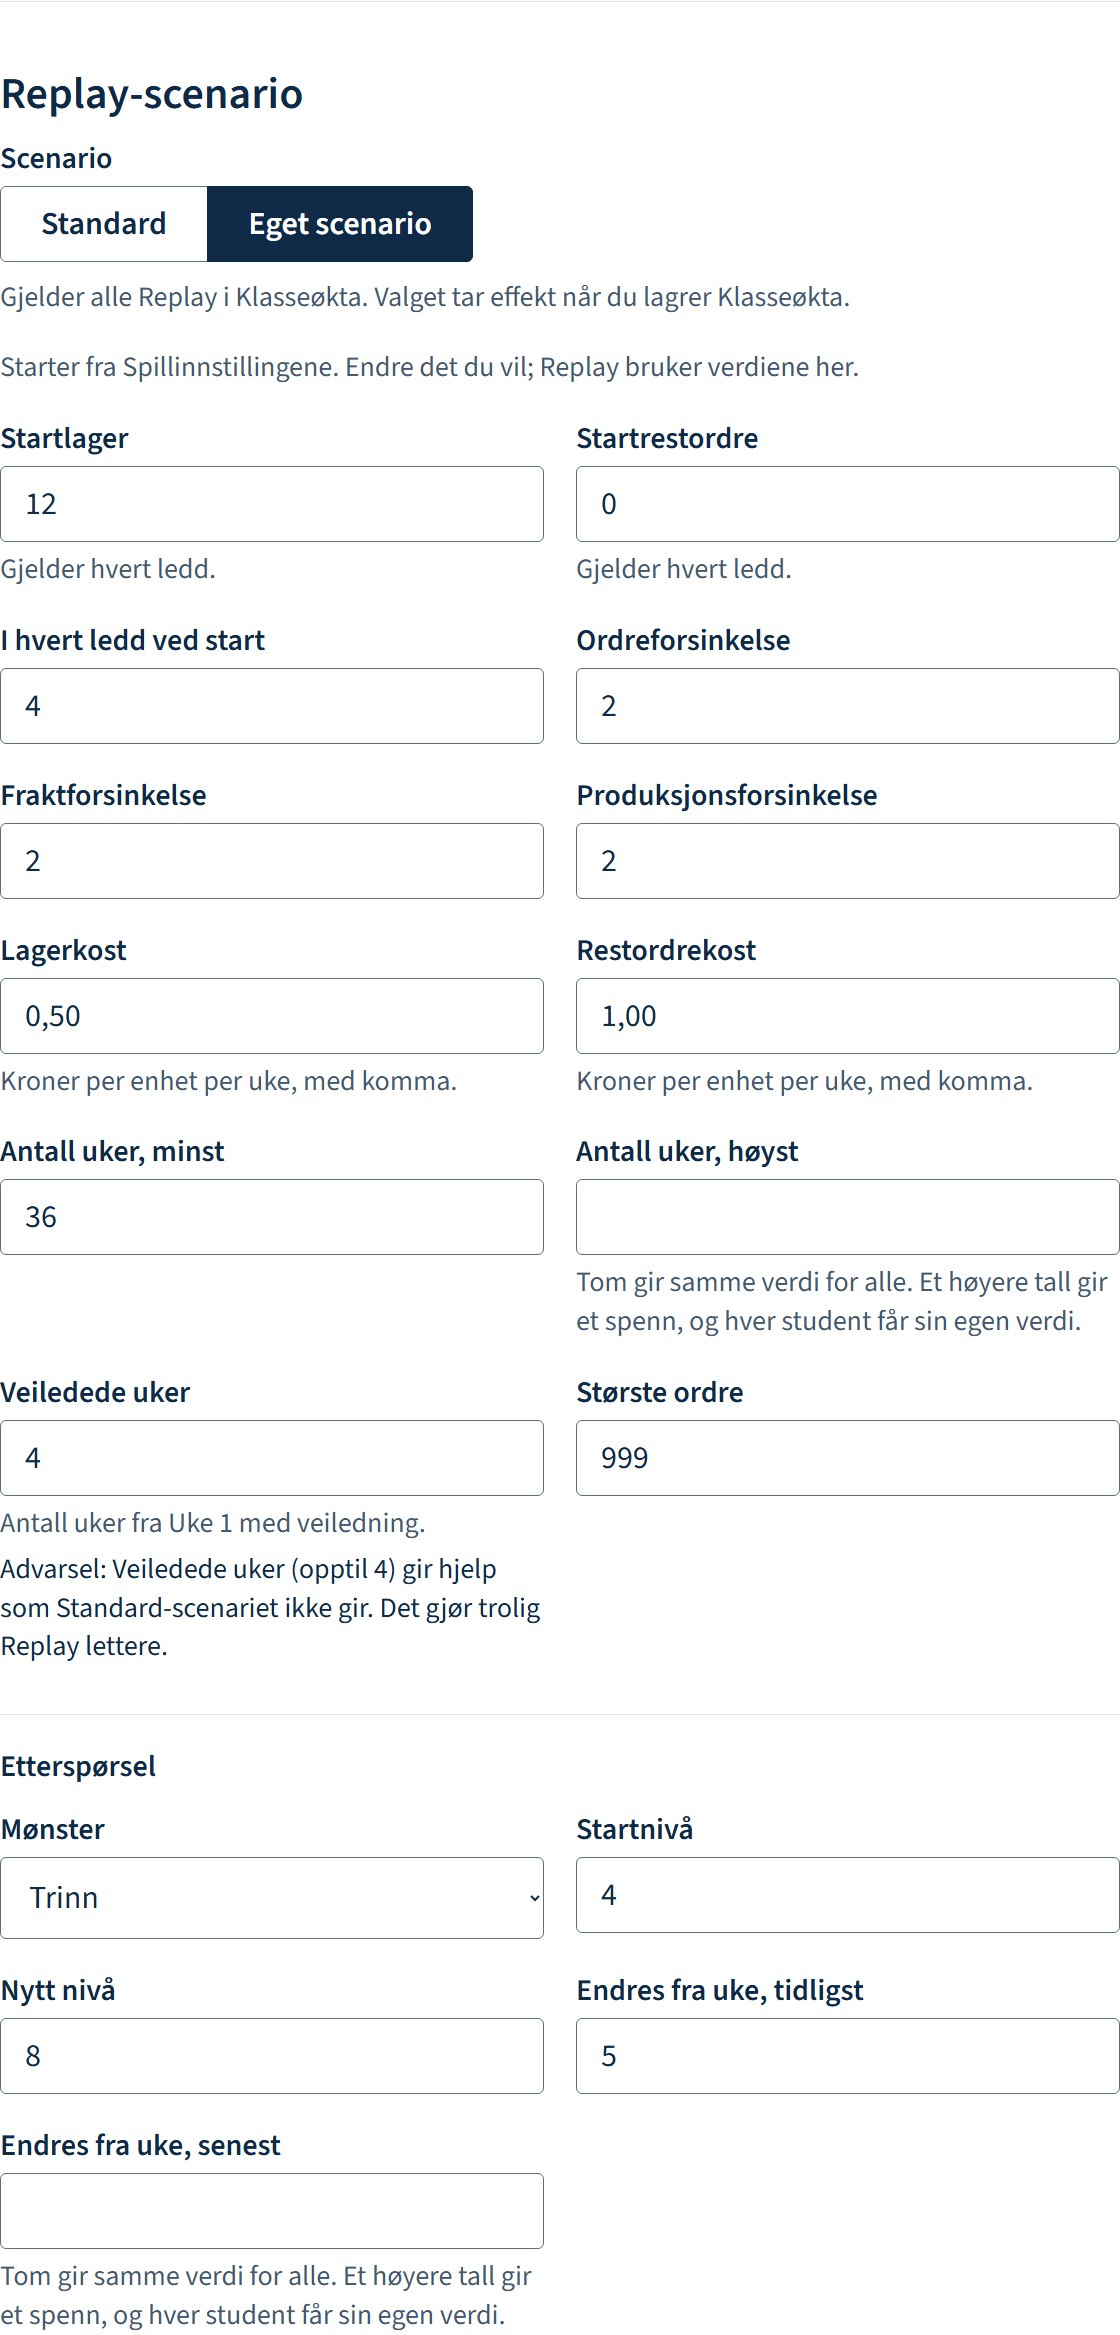 Replay-scenario
Scenario
Standard
Eget scenario
Gjelder alle Replay i Klasseøkta. Valget tar effekt når du lagrer Klasseøkta.
Starter fra Spillinnstillingene. Endre det du vil; Replay bruker verdiene her.
Startlager
Startrestordre
12
0
Gjelder hvert ledd.
Gjelder hvert ledd.
I hvert ledd ved start
Ordreforsinkelse
4
2
Fraktforsinkelse
Produksjonsforsinkelse
2
2
Lagerkost
Restordrekost
0,50
1,00
Kroner per enhet per uke, med komma.
Kroner per enhet per uke, med komma.
Antall uker, minst
Antall uker, høyst
36
Tom gir samme verdi for alle. Et høyere tall gir
et spenn, og hver student får sin egen verdi.
Veiledede uker
Største ordre
4
999
Antall uker fra Uke 1 med veiledning.
Advarsel: Veiledede uker (opptil 4) gir hjelp
som Standard-scenariet ikke gir. Det gjør trolig
Replay lettere.
Etterspørsel
Mønster
Startnivå
Trinn
4
Nytt nivå
Endres fra uke, tidligst
8
5
Endres fra uke, senest
Tom gir samme verdi for alle. Et høyere tall gir
et spenn, og hver student får sin egen verdi.